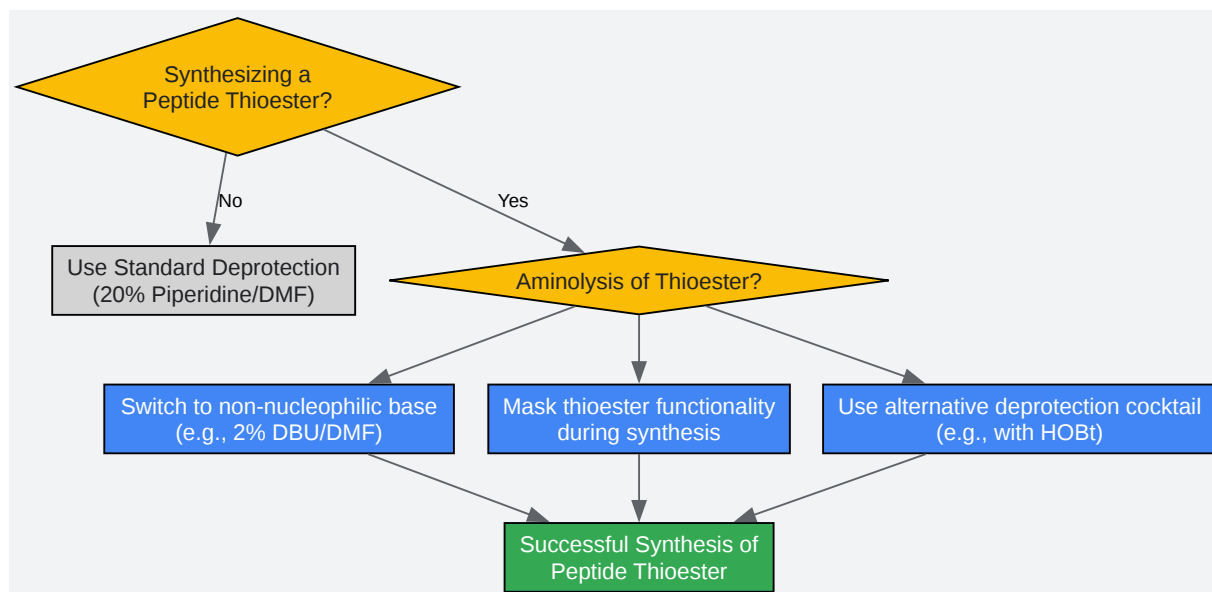 Synthesizing a
Peptide Thioester?
No
Yes
Use Standard Deprotection
(20% Piperidine/DMF)
Aminolysis of Thioester?
Switch to non-nucleophilic base
(e.g., 2% DBU/DMF)
Mask thioester functionality
during synthesis
Use alternative deprotection cocktail
(e.g., with HOBt)
Successful Synthesis of
Peptide Thioester